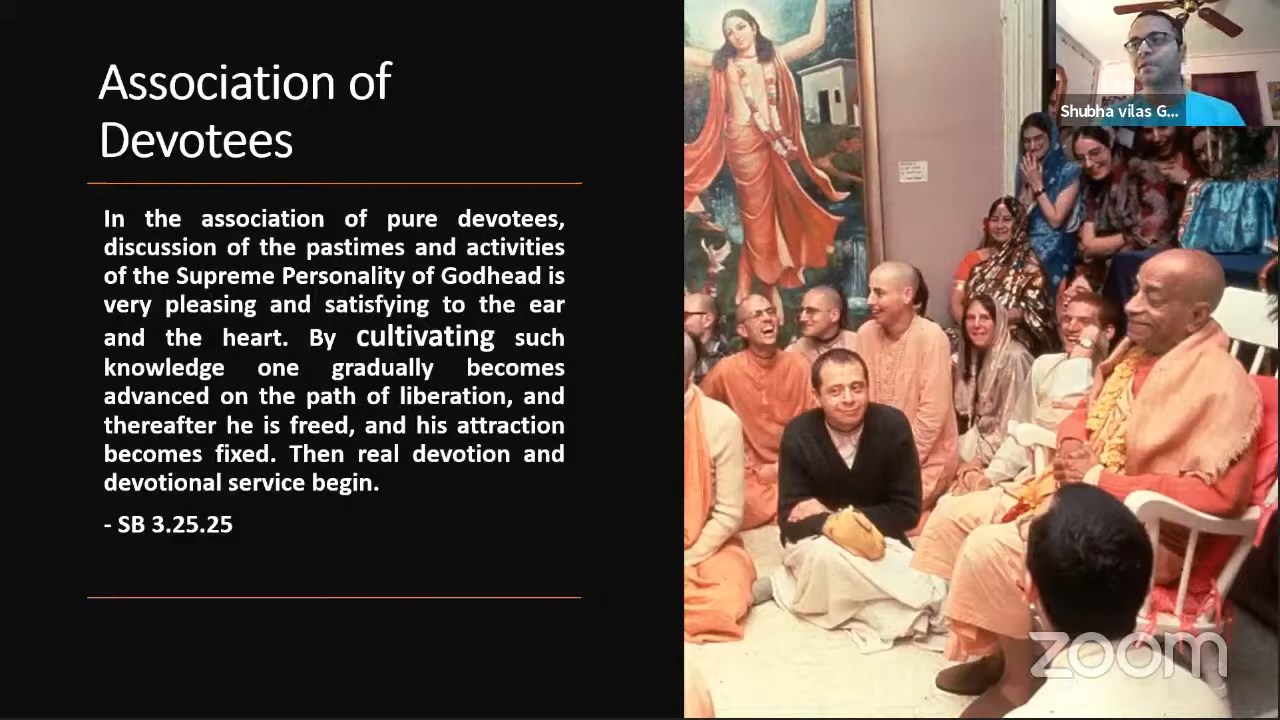 Association of
Devotees
In the association of pure devotees,
discussion of the pastimes and activities
of the Supreme Personality of Godhead is
very pleasing and satisfying to the ear
and the heart. By cultivating such
knowledge one gradually becomes
advanced on the path of liberation, and
thereafter he is freed, and his attraction
becomes fixed. Then real devotion and
devotional service begin.
- SB 3.25.25
Shubha vilas G...
zoom